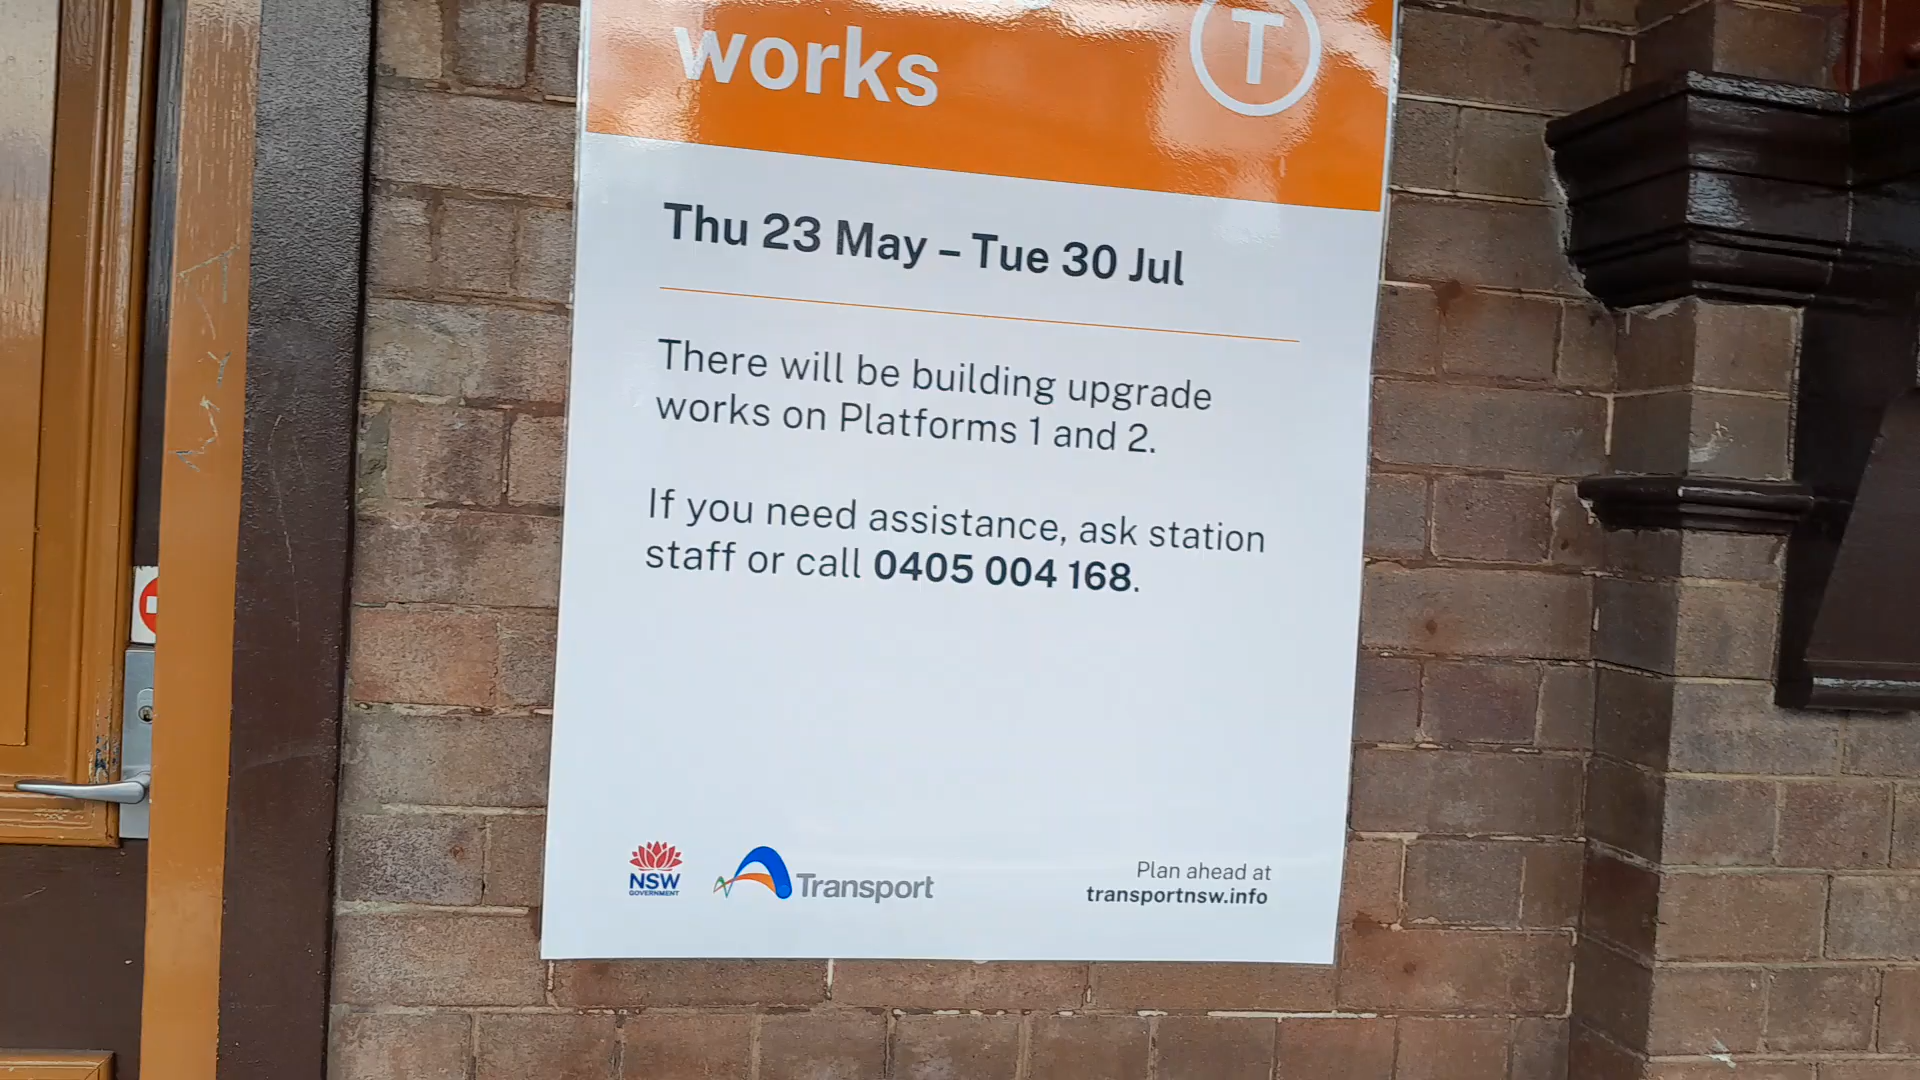 works
T
Thu 23 May – Tue 30 Jul
There will be building upgrade
works on Platforms 1 and 2.
If you need assistance, ask station
staff or call 0405 004 168.
NSW
GOVERNMENT
Transport
Plan ahead at
transportnsw.info